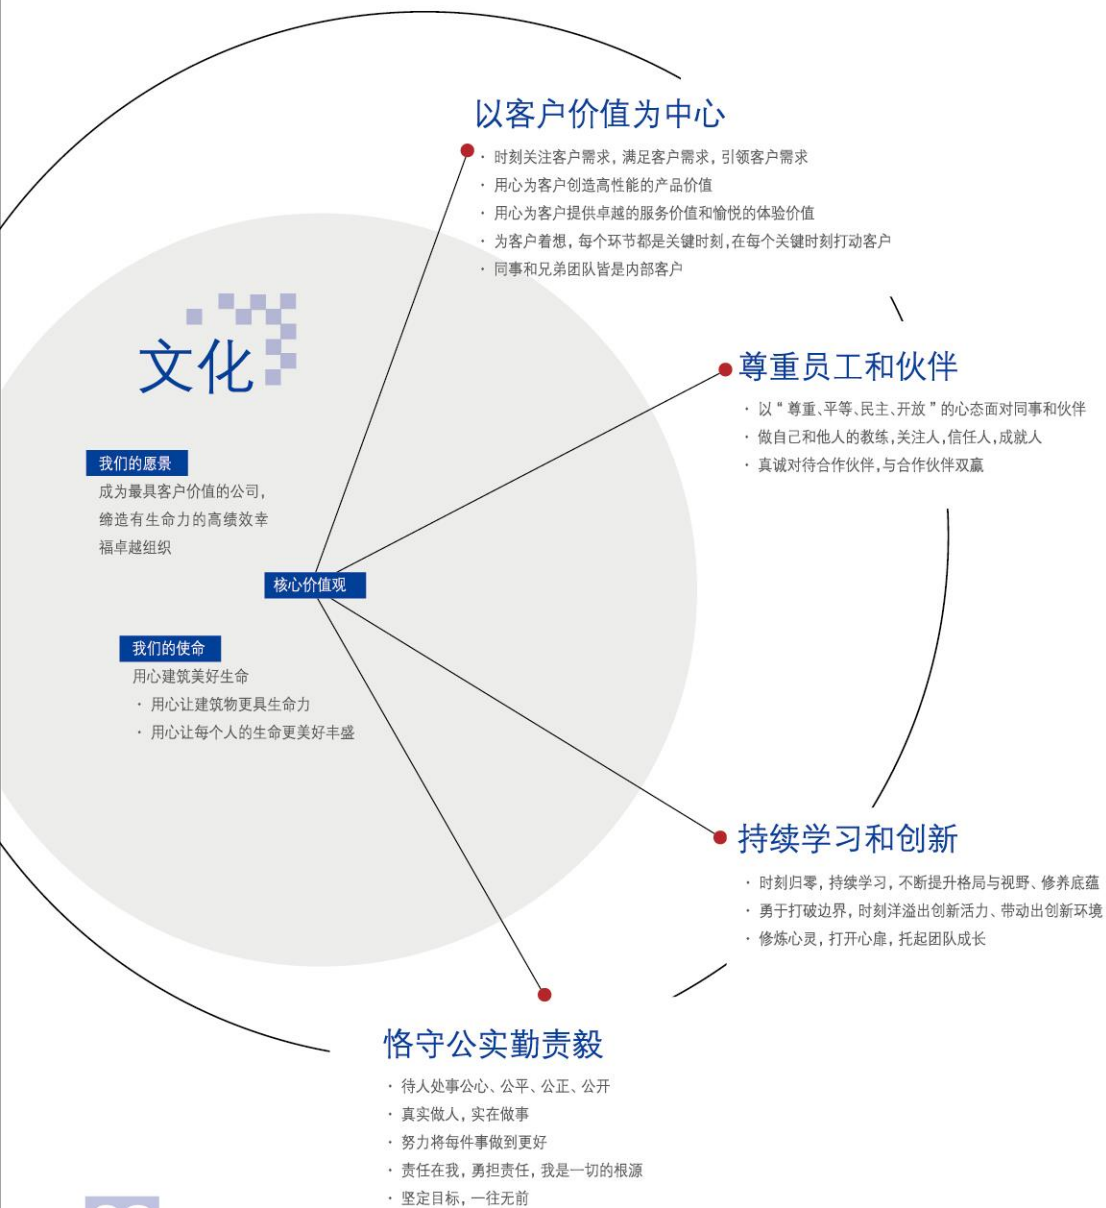 以客户价值为中心
· 时刻关注客户需求，满足客户需求，引领客户需求
· 用心为客户创造高性能的产品价值
· 用心为客户提供卓越的服务价值和愉悦的体验价值
· 为客户着想，每个环节都是关键时刻，在每个关键时刻打动客户
· 同事和兄弟团队皆是内部客户
文化
尊重员工和伙伴
· 以“尊重、平等、民主、开放”的心态面对同事和伙伴
· 做自己和他人的教练，关注人，信任人，成就人
· 真诚对待合作伙伴，与合作伙伴双赢
我们的愿景
成为最具客户价值的公司，
缔造有生命力的高绩效幸
福卓越组织
核心价值观
我们的使命
用心建筑美好生命
· 用心让建筑物更具生命力
· 用心让每个人的生命更美好丰盛
持续学习和创新
· 时刻归零，持续学习，不断提升格局与视野、修养底蕴
· 勇于打破边界，时刻洋溢出创新活力、带动出创新环境
· 修炼心灵，打开心扉，托起团队成长
恪守公实勤责毅
· 待人处事公心、公平、公正、公开
· 真实做人，实在做事
· 努力将每件事做到更好
· 责任在我，勇担责任，我是一切的根源
· 坚定目标，一往无前